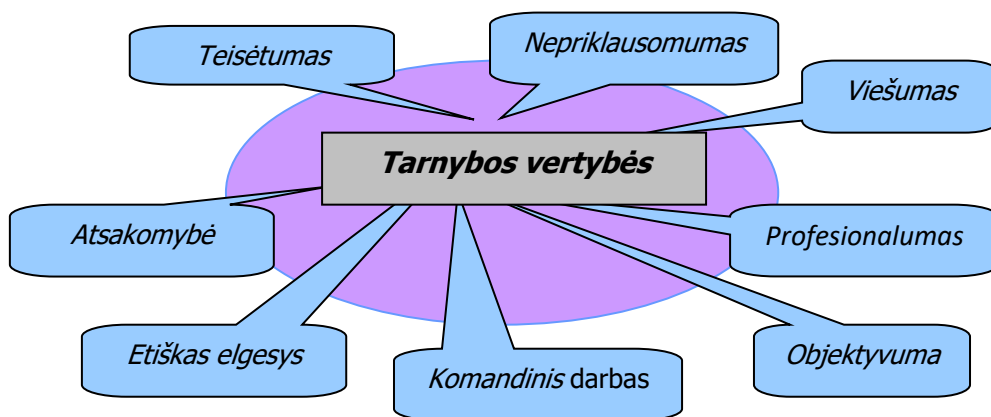 Teisėtumas
Nepriklausomumas
Viešumas
Tarnybos vertybės
Atsakomybė
Profesionalumas
Etiškas elgesys
Komandinis darbas
Objektyvuma